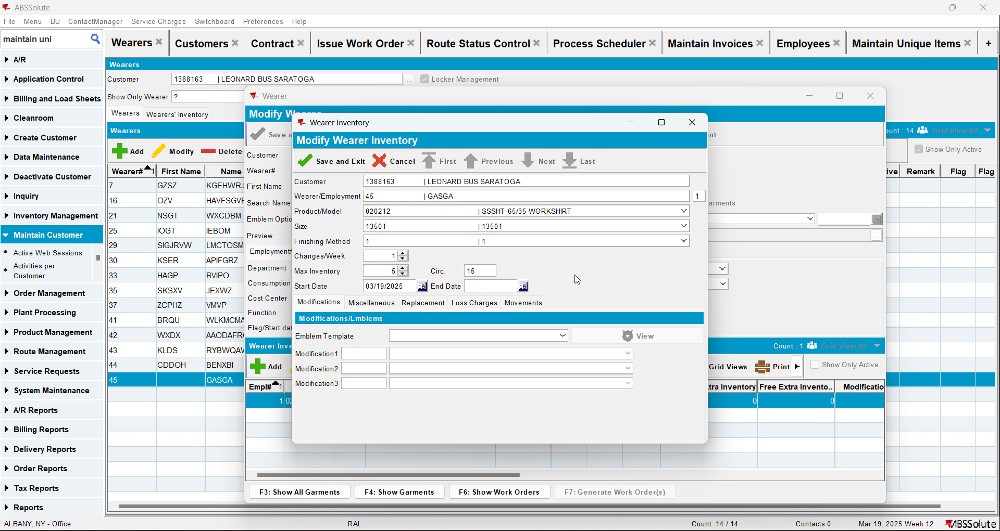 ABSSolute
File Menu BU ContactManager Service Charges Switchboard Preferences Help
maintain uni
Wearers Customers Contract Issue Work Order Route Status Control Process Scheduler Maintain Invoices Employees Maintain Unique Items +
A/R
Application Control
Billing and Load Sheets
Cleanroom
Create Customer
Data Maintenance
Deactivate Customer
Inquiry
Inventory Management
Maintain Customer
Active Web Sessions
Activities per
Customer
Order Management
Plant Processing
Product Management
Route Management
Service Requests
System Maintenance
A/R Reports
Billing Reports
Delivery Reports
Order Reports
Tax Reports
Reports
Wearers
Customer 1388163 | LEONARD BUS SARATOGA ... Locker Management
Show Only Wearer ?
Wearers Wearers' Inventory
Wearers
ount : 14 Grid View All
Add Modify Delete
Show Only Active
Wearer# 1 First Name Name
ive Remark Flag Flag
7 GZSZ KGEHWRJ
16 OZV HAVFSGVE
21 NSGT WXCDBM
25 IOGT IEBOM
29 SIGJRVW LMCTOSM
30 KSER APIFGRZ
33 HAGP BVIPO
35 SKSXV JEXWZ
37 ZCPHZ VMVP
41 BRQU WLKMCMA
42 WXDX AAODAFR
43 KLDS RYBWQAV
44 CDDOH BENXBI
45 GASGA
Wearer
Modify Wearer
Save a
nt
Customer
Wearer#
First Name
Search Name
Emblem Optio
Preview
Employment#
Department
Consumption
Cost Center
Function
Flag/Start dat
arments
16
...
Wearer Inve
Count : 1 Grid View All
Add
Grid Views Print Show Only Active
Empl# 1
xtra Inventory Free Extra Invento... Modificatio
1 02 0 0
F3: Show All Garments F4: Show Garments F6: Show Work Orders F7: Generate Work Order(s)
Wearer Inventory
Modify Wearer Inventory
Save and Exit Cancel First Previous Next Last
Customer 1388163 | LEONARD BUS SARATOGA
Wearer/Employment 45 | GASGA 1
Product/Model 020212 | SSSHT-65/35 WORKSHIRT
Size 13501 | 13501
Finishing Method 1 | 1
Changes/Week 1
Max Inventory 5 Circ. 15
Start Date 03/19/2025 16 End Date 16
Modifications Miscellaneous Replacement Loss Charges Movements
Modifications/Emblems
Emblem Template View
Modification1
Modification2
Modification3
ALBANY, NY - Office RAL Count: 14 / 14 Contacts 0 Mar 19, 2025 Week 12 ABSSolute